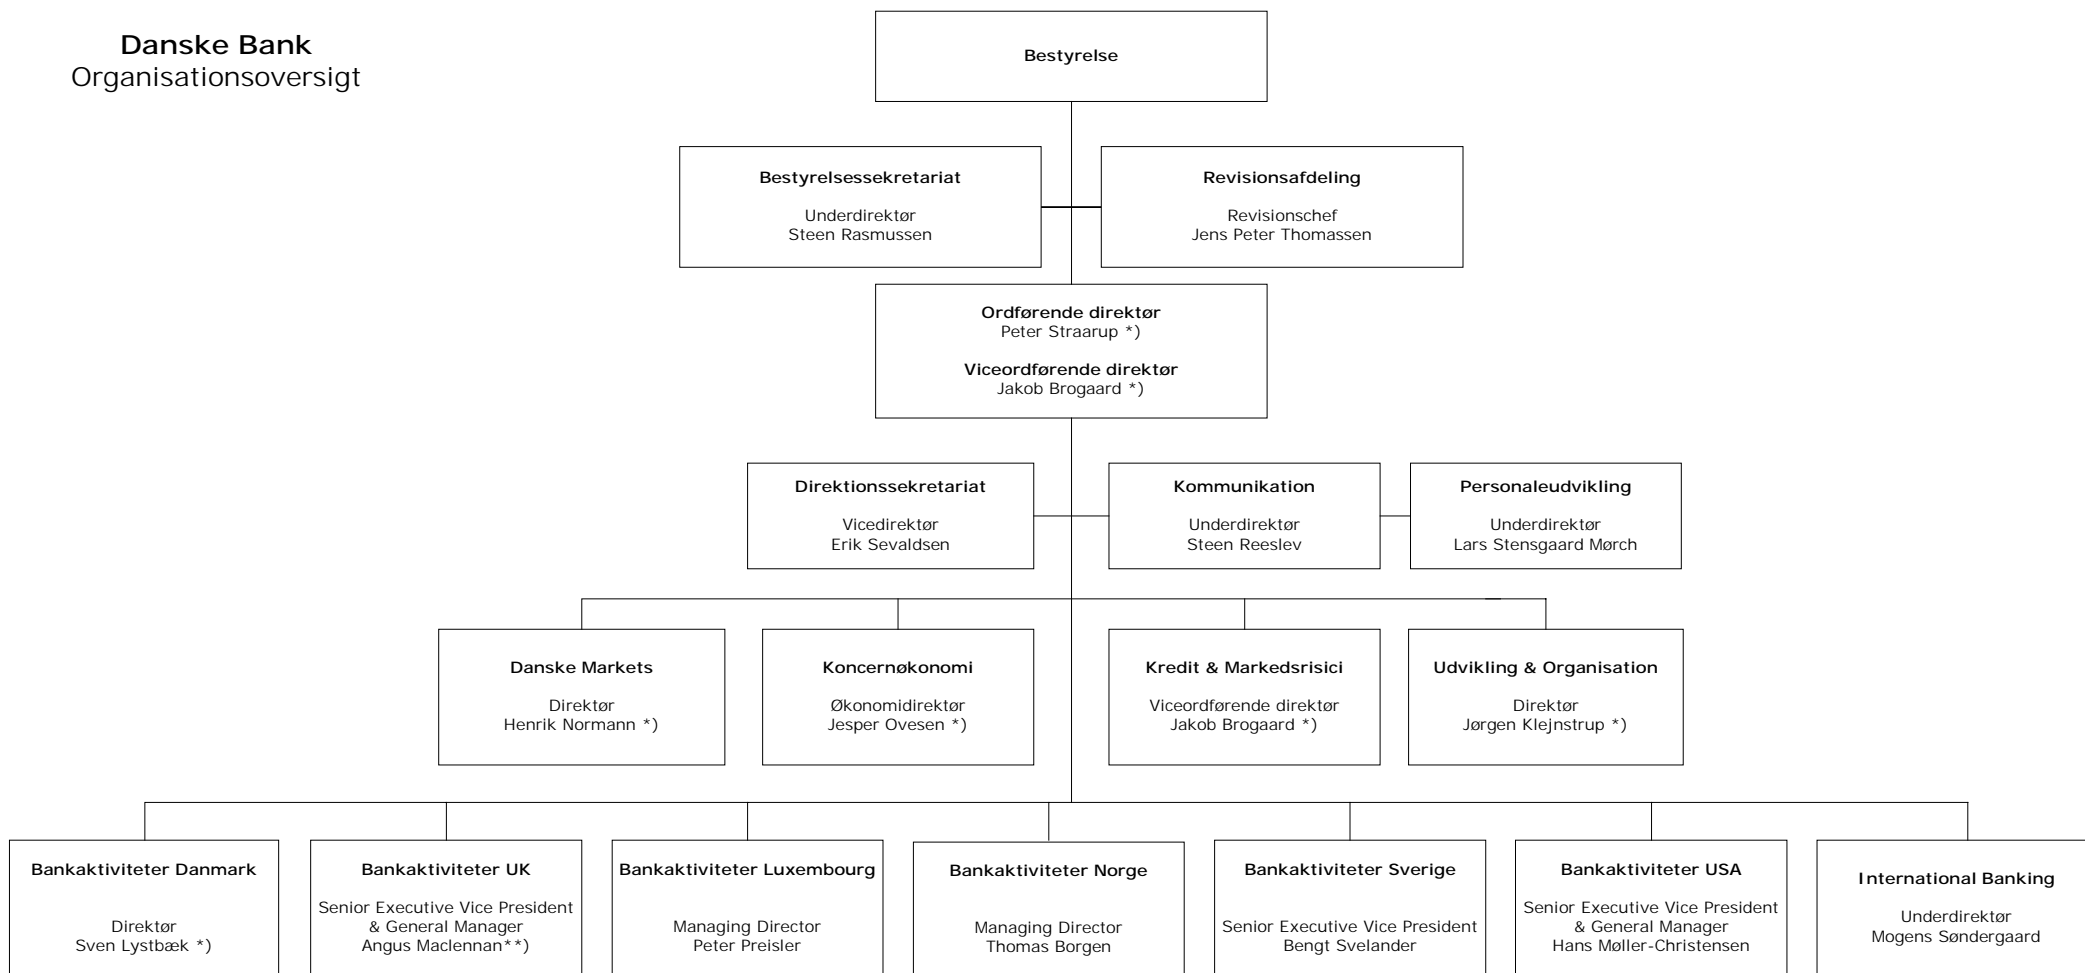 Danske Bank
Organisationsoversigt
Bestyrelse
Bestyrelsessekretariat
Underdirektør
Steen Rasmussen
Revisionsafdeling
Revisionschef
Jens Peter Thomassen
Ordførende direktør
Peter Straarup *)
Viceordførende direktør
Jakob Brogaard *)
Direktionssekretariat
Vicedirektør
Erik Sevaldsen
Kommunikation
Underdirektør
Steen Reeslev
Personaleudvikling
Underdirektør
Lars Stensgaard Mørch
Danske Markets
Direktør
Henrik Normann *)
Koncernøkonomi
Økonomidirektør
Jesper Ovesen *)
Kredit & Markedsrisici
Viceordførende direktør
Jakob Brogaard *)
Udvikling & Organisation
Direktør
Jørgen Klejnstrup *)
Bankaktiviteter Danmark
Direktør
Sven Lystbæk *)
Bankaktiviteter UK
Senior Executive Vice President
& General Manager
Angus Maclennan**)
Bankaktiviteter Luxembourg
Managing Director
Peter Preisler
Bankaktiviteter Norge
Managing Director
Thomas Borgen
Bankaktiviteter Sverige
Senior Executive Vice President
Bengt Svelander
Bankaktiviteter USA
Senior Executive Vice President
& General Manager
Hans Møller-Christensen
International Banking
Underdirektør
Mogens Søndergaard